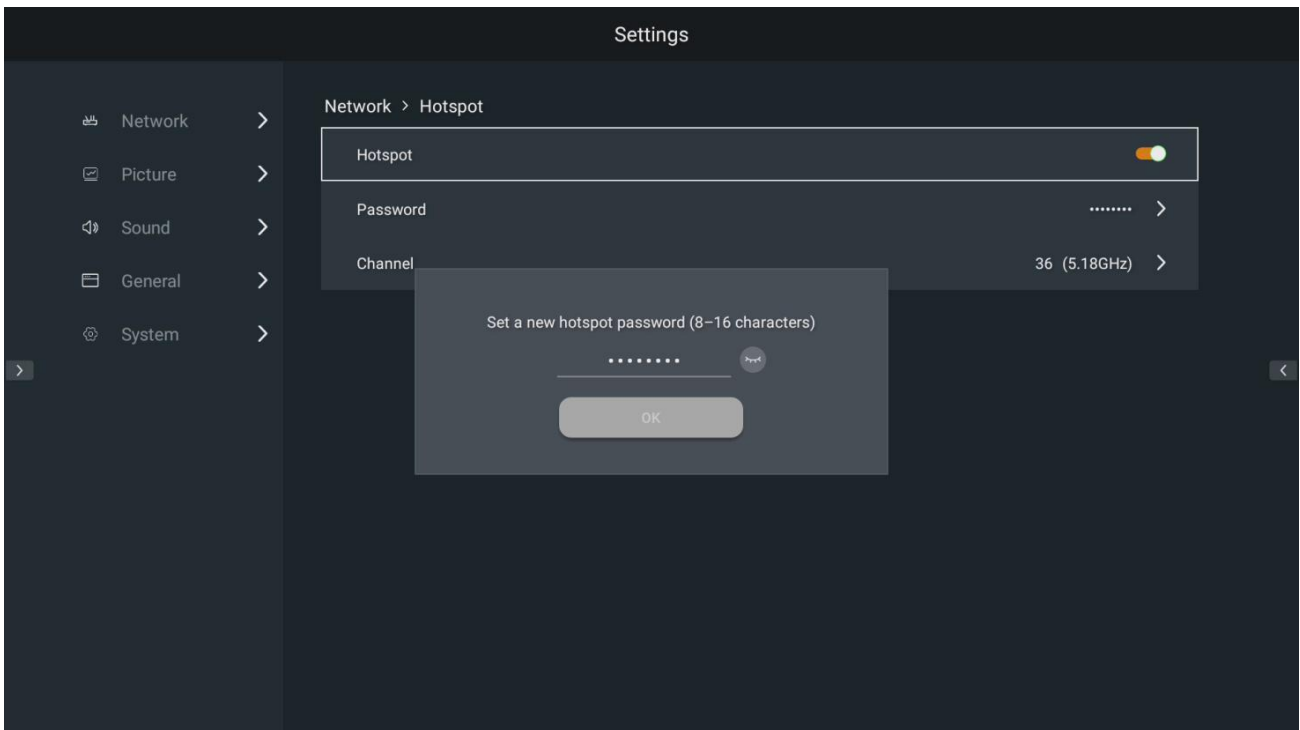 Settings
Network
Picture
Sound
General
System
Network > Hotspot
Hotspot
Password ········
Channel 36 (5.18GHz)
Set a new hotspot password (8–16 characters)
········
OK